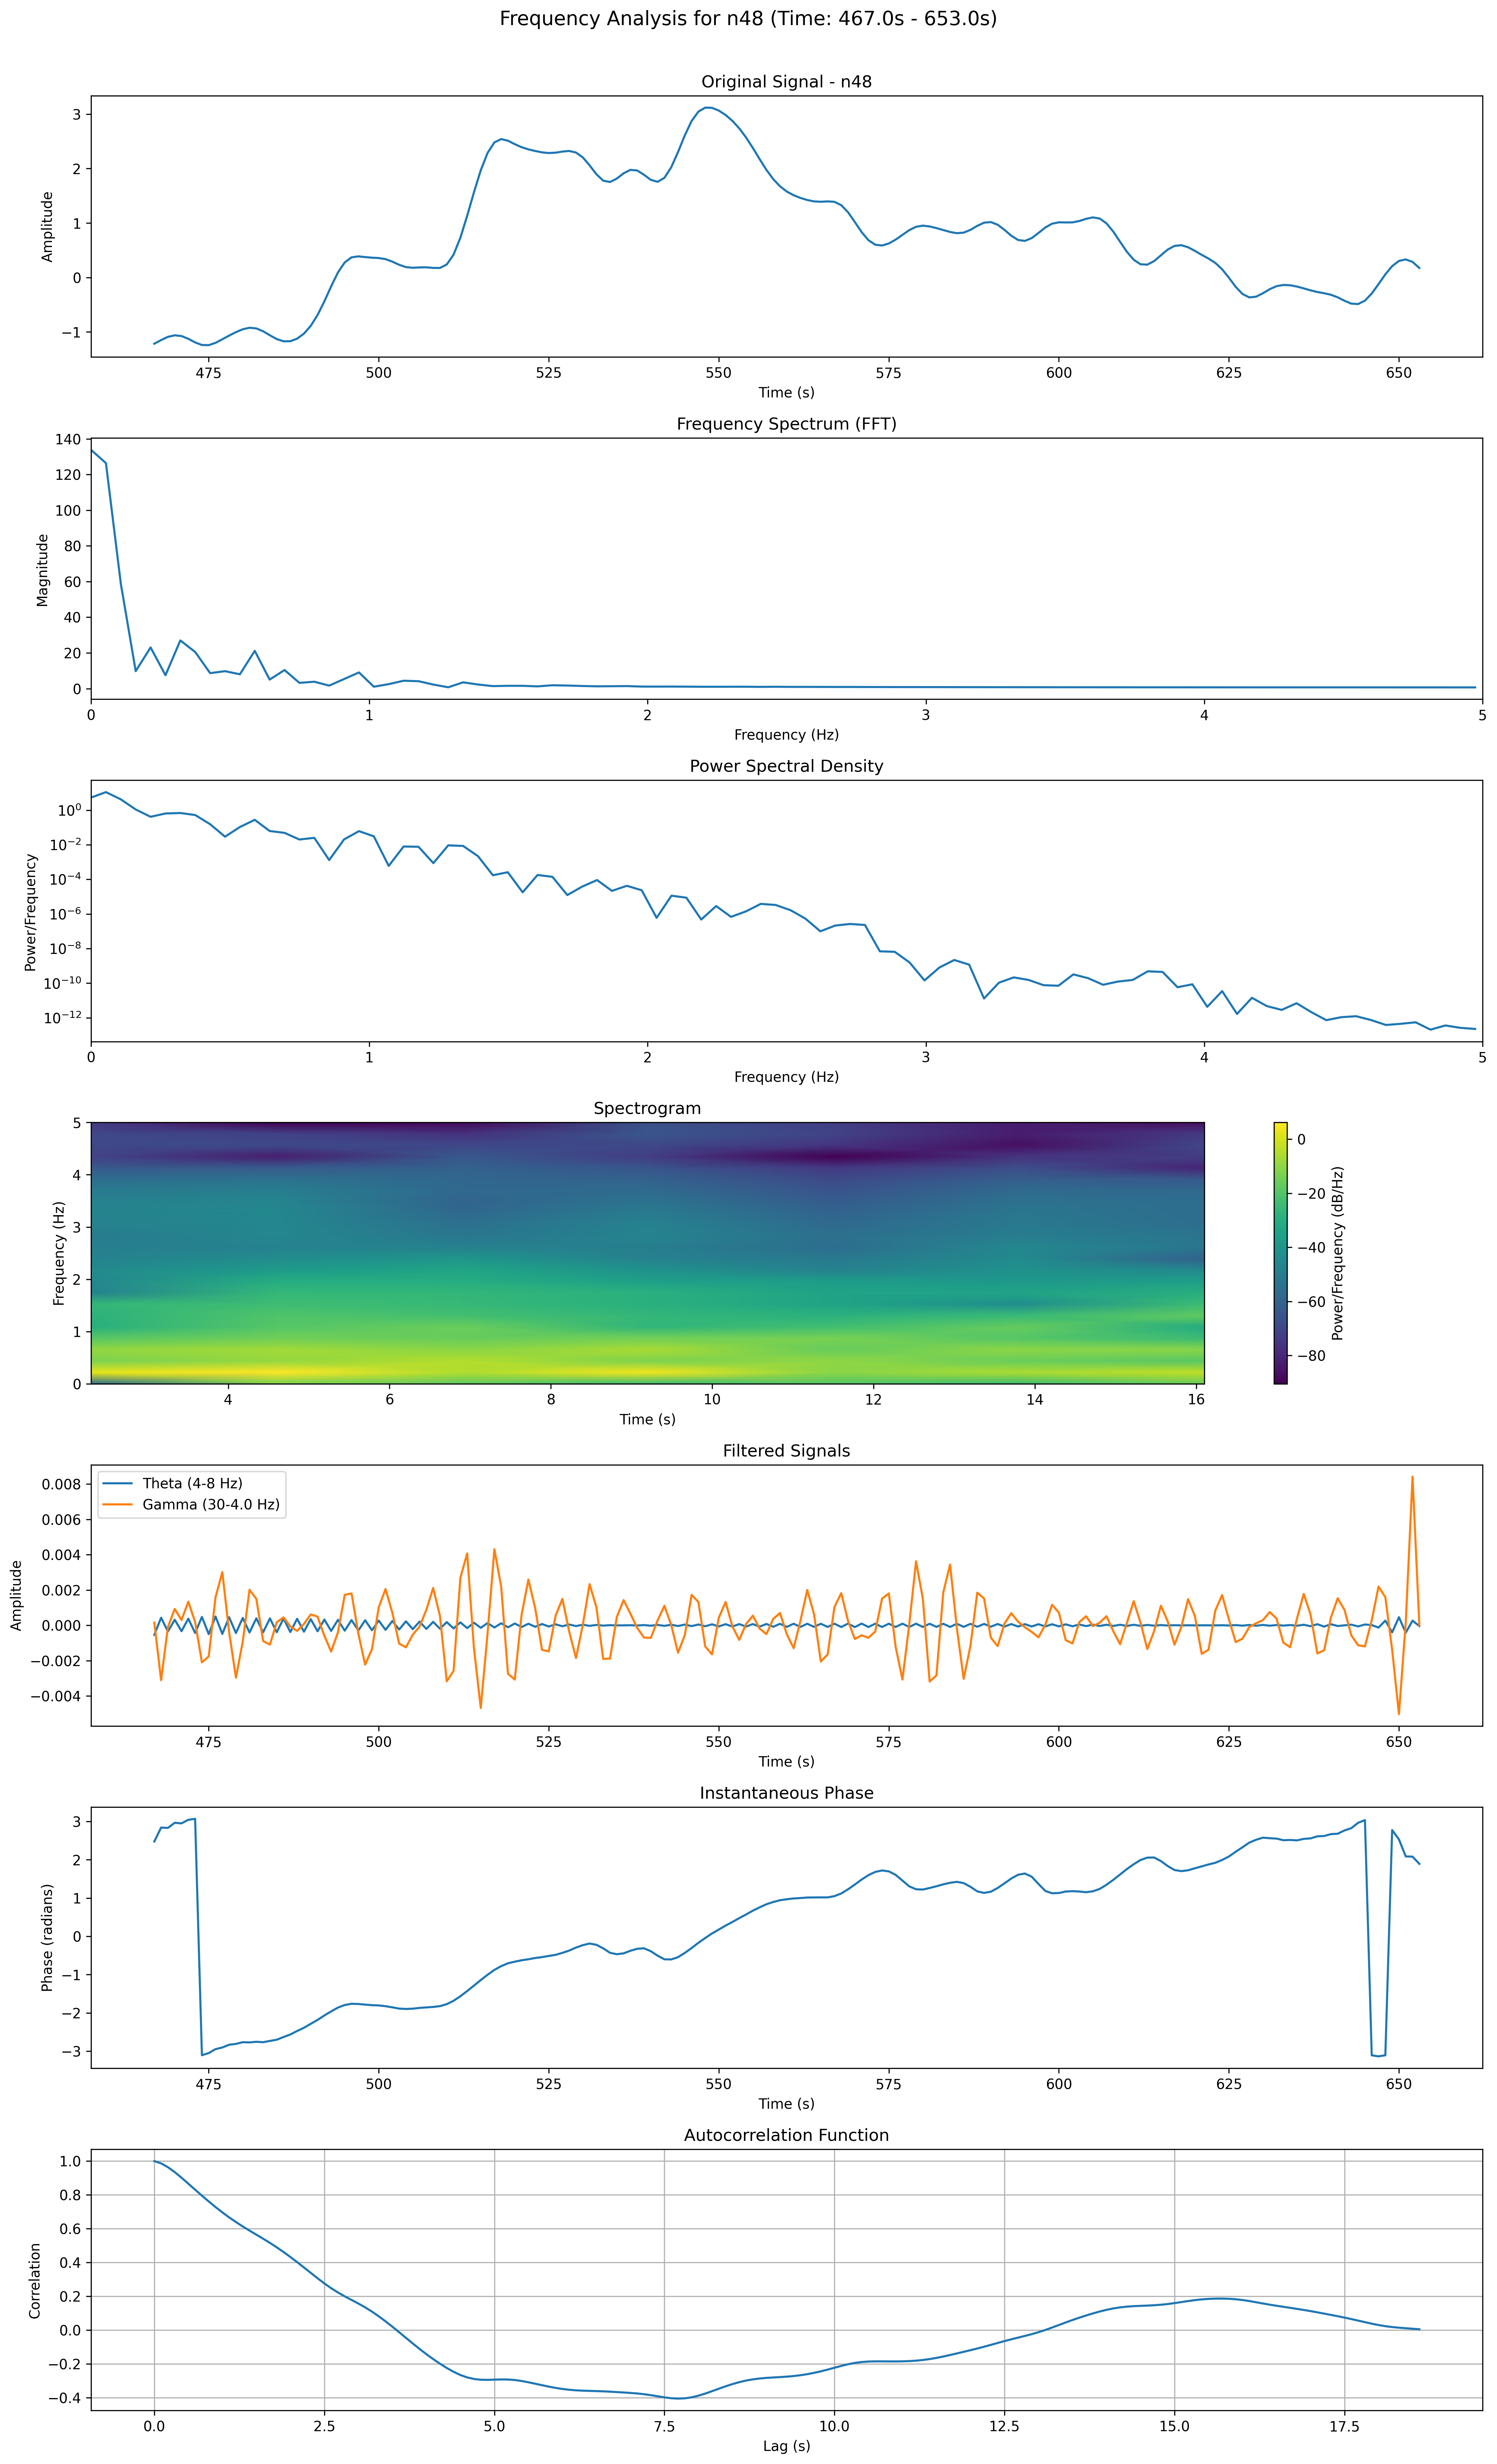 Frequency Analysis for n48 (Time: 467.0s - 653.0s)
Original Signal - n48
Amplitude
3
2
1
0
−1
475 500 525 550 575 600 625 650
Time (s)
Frequency Spectrum (FFT)
Magnitude
140
120
100
80
60
40
20
0
0 1 2 3 4 5
Frequency (Hz)
Power Spectral Density
Power/Frequency
10⁰
10⁻²
10⁻⁴
10⁻⁶
10⁻⁸
10⁻¹⁰
10⁻¹²
0 1 2 3 4 5
Frequency (Hz)
Spectrogram
Frequency (Hz)
5
4
3
2
1
0
4 6 8 10 12 14 16
Time (s)
0
−20
−40
−60
−80
Power/Frequency (dB/Hz)
Filtered Signals
Theta (4-8 Hz)
Gamma (30-4.0 Hz)
Amplitude
0.008
0.006
0.004
0.002
0.000
−0.002
−0.004
475 500 525 550 575 600 625 650
Time (s)
Instantaneous Phase
Phase (radians)
3
2
1
0
−1
−2
−3
475 500 525 550 575 600 625 650
Time (s)
Autocorrelation Function
Correlation
1.0
0.8
0.6
0.4
0.2
0.0
−0.2
−0.4
0.0 2.5 5.0 7.5 10.0 12.5 15.0 17.5
Lag (s)